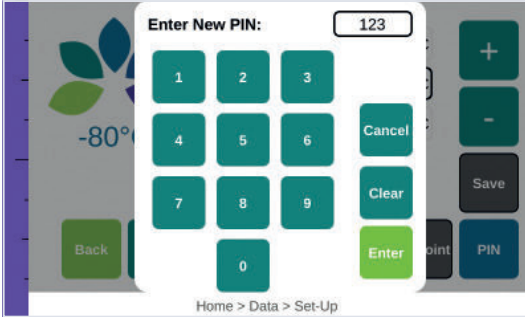 Enter New PIN: 123
1 2 3
+
-80°
4 5 6 Cancel
-
7 8 9 Clear
Save
Back
0 Enter
PIN
Home > Data > Set-Up